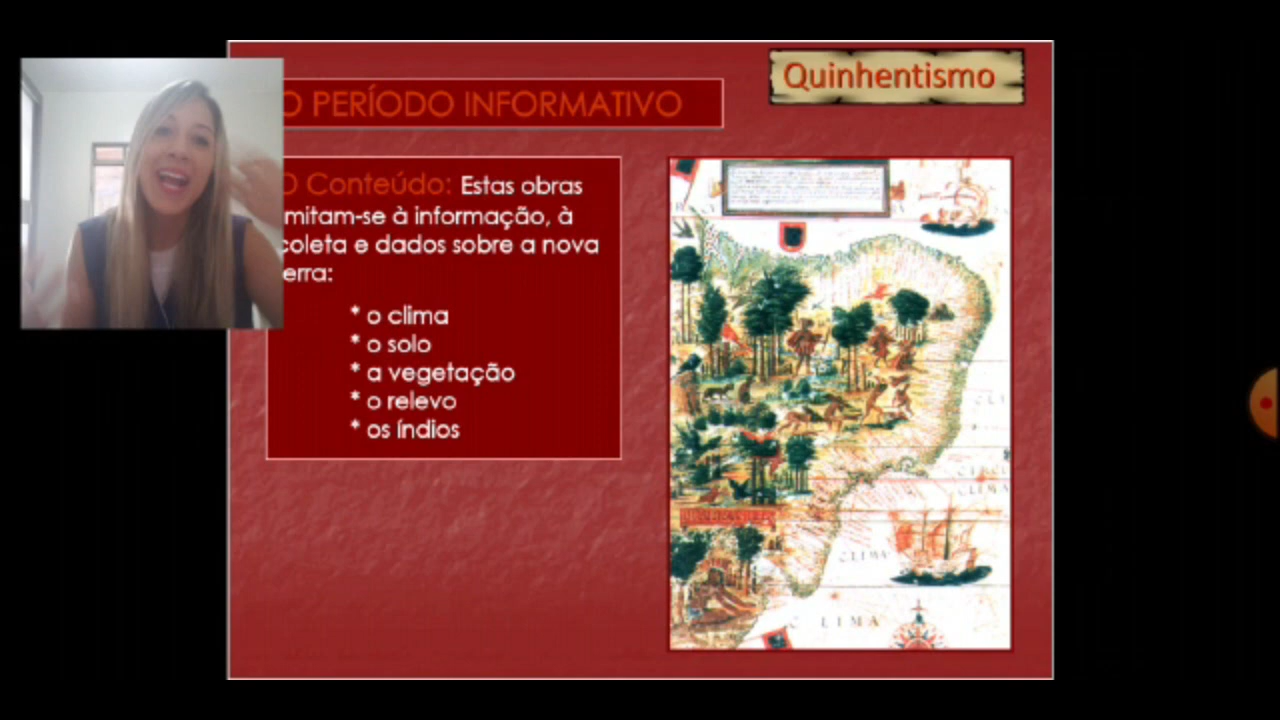 Quinhentismo
O PERÍODO INFORMATIVO
O Conteúdo: Estas obras
mitam-se à informação, à
coleta e dados sobre a nova
erra:
* o clima
* o solo
* a vegetação
* o relevo
* os índios
CLIMA
C LIMA